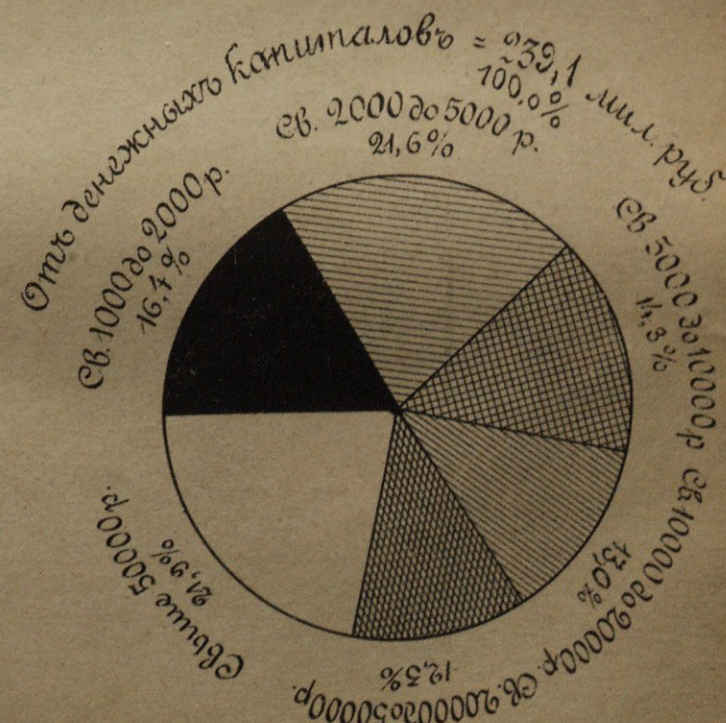 Отъ денежныхъ капиталовъ = 239,1 мил. руб.
100,0%
Св. 1000 до 2000 р.
16,7%
Св. 2000 до 5000 р.
21,6%
Св 5000 до 10000 р
14,3%
Св 10000 до 20000 р.
13,0%
Св. 20000 до 50000 р.
12,5%
Свыше 50000 р.
21,9%